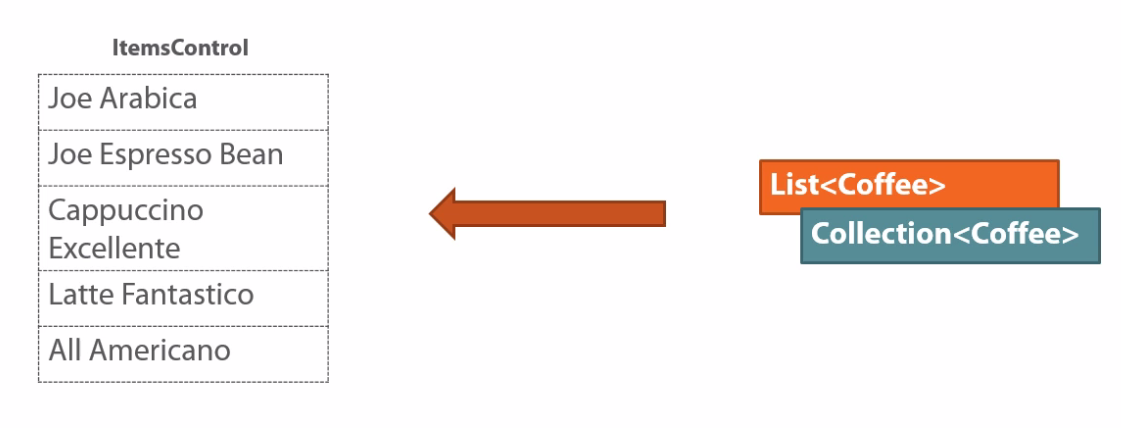 ItemsControl
Joe Arabica
Joe Espresso Bean
Cappuccino
Excellente
Latte Fantastico
All Americano
List<Coffee>
Collection<Coffee>